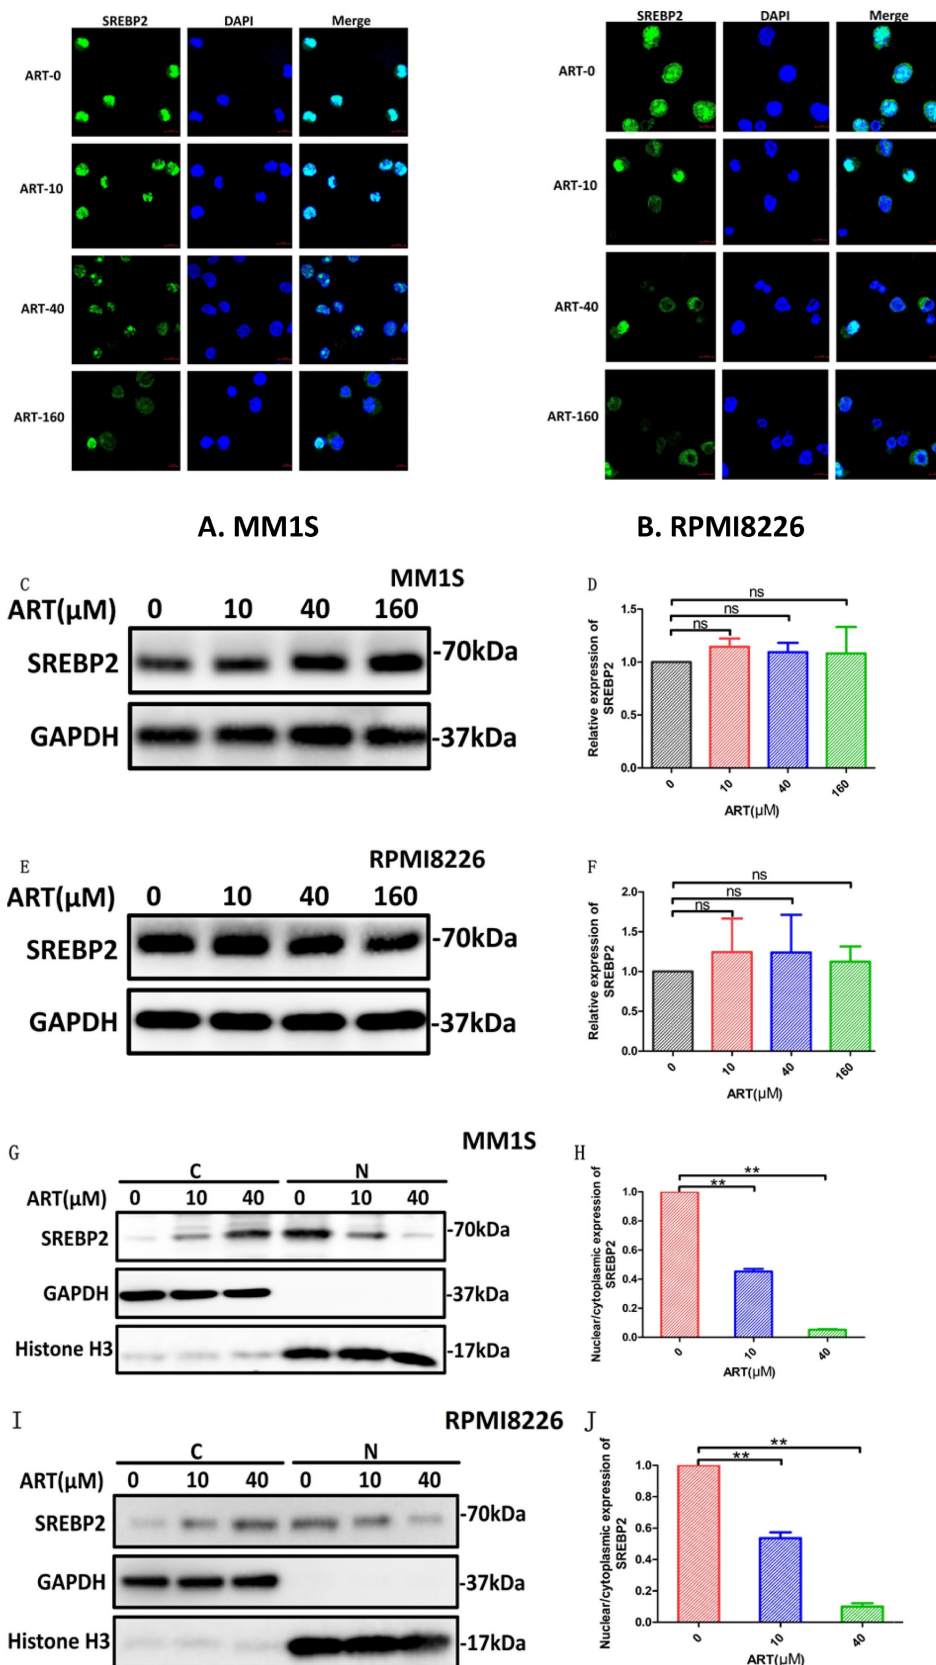 SREBP2 DAPI Merge
ART-0
ART-10
ART-40
ART-160
A. MM1S
SREBP2 DAPI Merge
ART-0
ART-10
ART-40
ART-160
B. RPMI8226
C
MM1S
ART(μM) 0 10 40 160
SREBP2 -70kDa
GAPDH -37kDa
D
Relative expression of
SREBP2
1.5
1.0
0.5
0.0
ns
ns
ns
0 10 40 160
ART(μM)
E
RPMI8226
ART(μM) 0 10 40 160
SREBP2 -70kDa
GAPDH -37kDa
F
Relative expression of
SREBP2
2.0
1.5
1.0
0.5
0.0
ns
ns
ns
0 10 40 160
ART(μM)
G
MM1S
C N
ART(μM) 0 10 40 0 10 40
SREBP2 -70kDa
GAPDH -37kDa
Histone H3 -17kDa
H
Nuclear/cytoplasmic expression of
SREBP2
1.0
0.8
0.6
0.4
0.2
0.0
**
**
0 10 40
ART(μM)
I
RPMI8226
C N
ART(μM) 0 10 40 0 10 40
SREBP2 -70kDa
GAPDH -37kDa
Histone H3 -17kDa
J
Nuclear/cytoplasmic expression of
SREBP2
1.0
0.8
0.6
0.4
0.2
0.0
**
**
0 10 40
ART(μM)